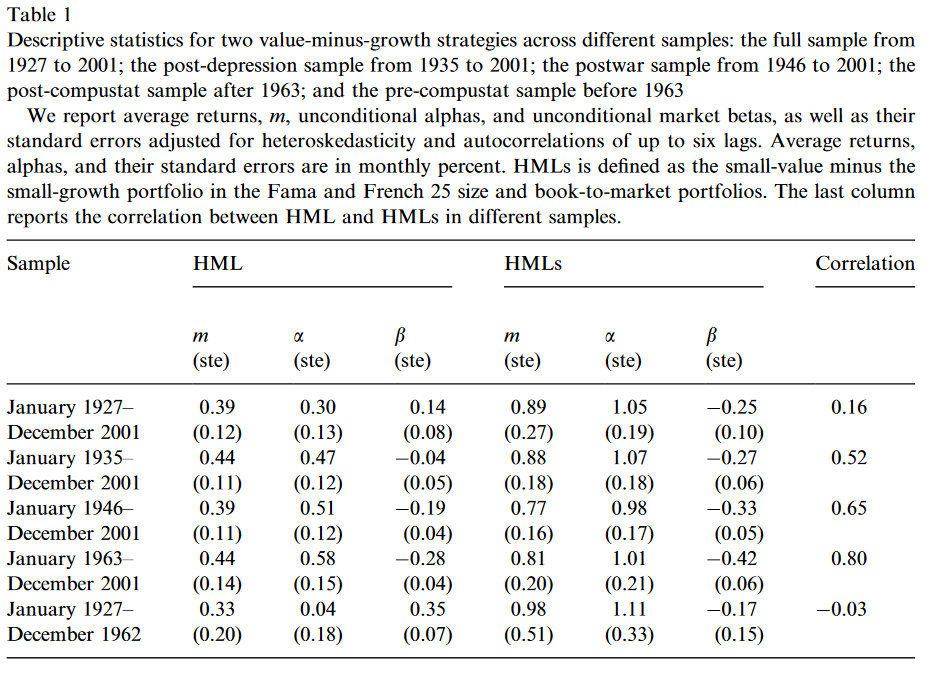 Table 1
Descriptive statistics for two value-minus-growth strategies across different samples: the full sample from
1927 to 2001; the post-depression sample from 1935 to 2001; the postwar sample from 1946 to 2001; the
post-compustat sample after 1963; and the pre-compustat sample before 1963
We report average returns, m, unconditional alphas, and unconditional market betas, as well as their
standard errors adjusted for heteroskedasticity and autocorrelations of up to six lags. Average returns,
alphas, and their standard errors are in monthly percent. HMLs is defined as the small-value minus the
small-growth portfolio in the Fama and French 25 size and book-to-market portfolios. The last column
reports the correlation between HML and HMLs in different samples.
Sample HML HMLs Correlation
m α β m α β
(ste) (ste) (ste) (ste) (ste) (ste)
January 1927– 0.39 0.30 0.14 0.89 1.05 −0.25 0.16
December 2001 (0.12) (0.13) (0.08) (0.27) (0.19) (0.10)
January 1935– 0.44 0.47 −0.04 0.88 1.07 −0.27 0.52
December 2001 (0.11) (0.12) (0.05) (0.18) (0.18) (0.06)
January 1946– 0.39 0.51 −0.19 0.77 0.98 −0.33 0.65
December 2001 (0.11) (0.12) (0.04) (0.16) (0.17) (0.05)
January 1963– 0.44 0.58 −0.28 0.81 1.01 −0.42 0.80
December 2001 (0.14) (0.15) (0.04) (0.20) (0.21) (0.06)
January 1927– 0.33 0.04 0.35 0.98 1.11 −0.17 −0.03
December 1962 (0.20) (0.18) (0.07) (0.51) (0.33) (0.15)